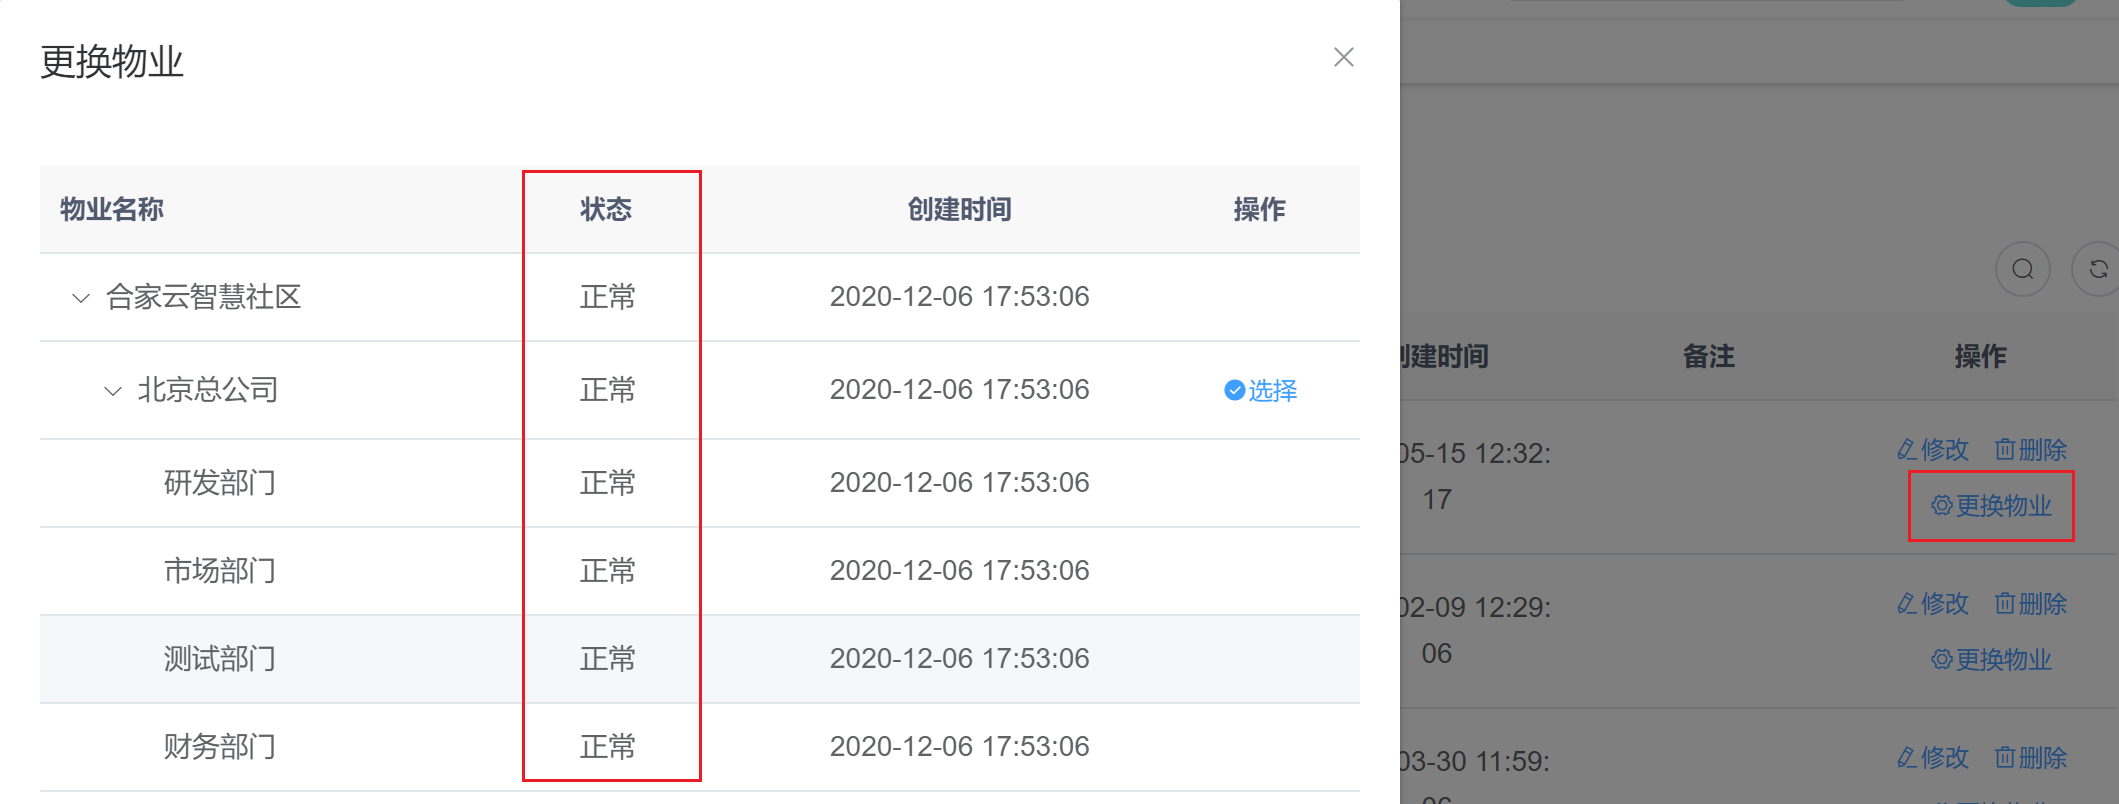 更换物业
物业名称 状态 创建时间 操作
合家云智慧社区 正常 2020-12-06 17:53:06
北京总公司 正常 2020-12-06 17:53:06 选择
研发部门 正常 2020-12-06 17:53:06
市场部门 正常 2020-12-06 17:53:06
测试部门 正常 2020-12-06 17:53:06
财务部门 正常 2020-12-06 17:53:06
建时间 备注 操作
05-15 12:32:
17
修改 删除
更换物业
02-09 12:29:
06
修改 删除
更换物业
03-30 11:59:
修改 删除